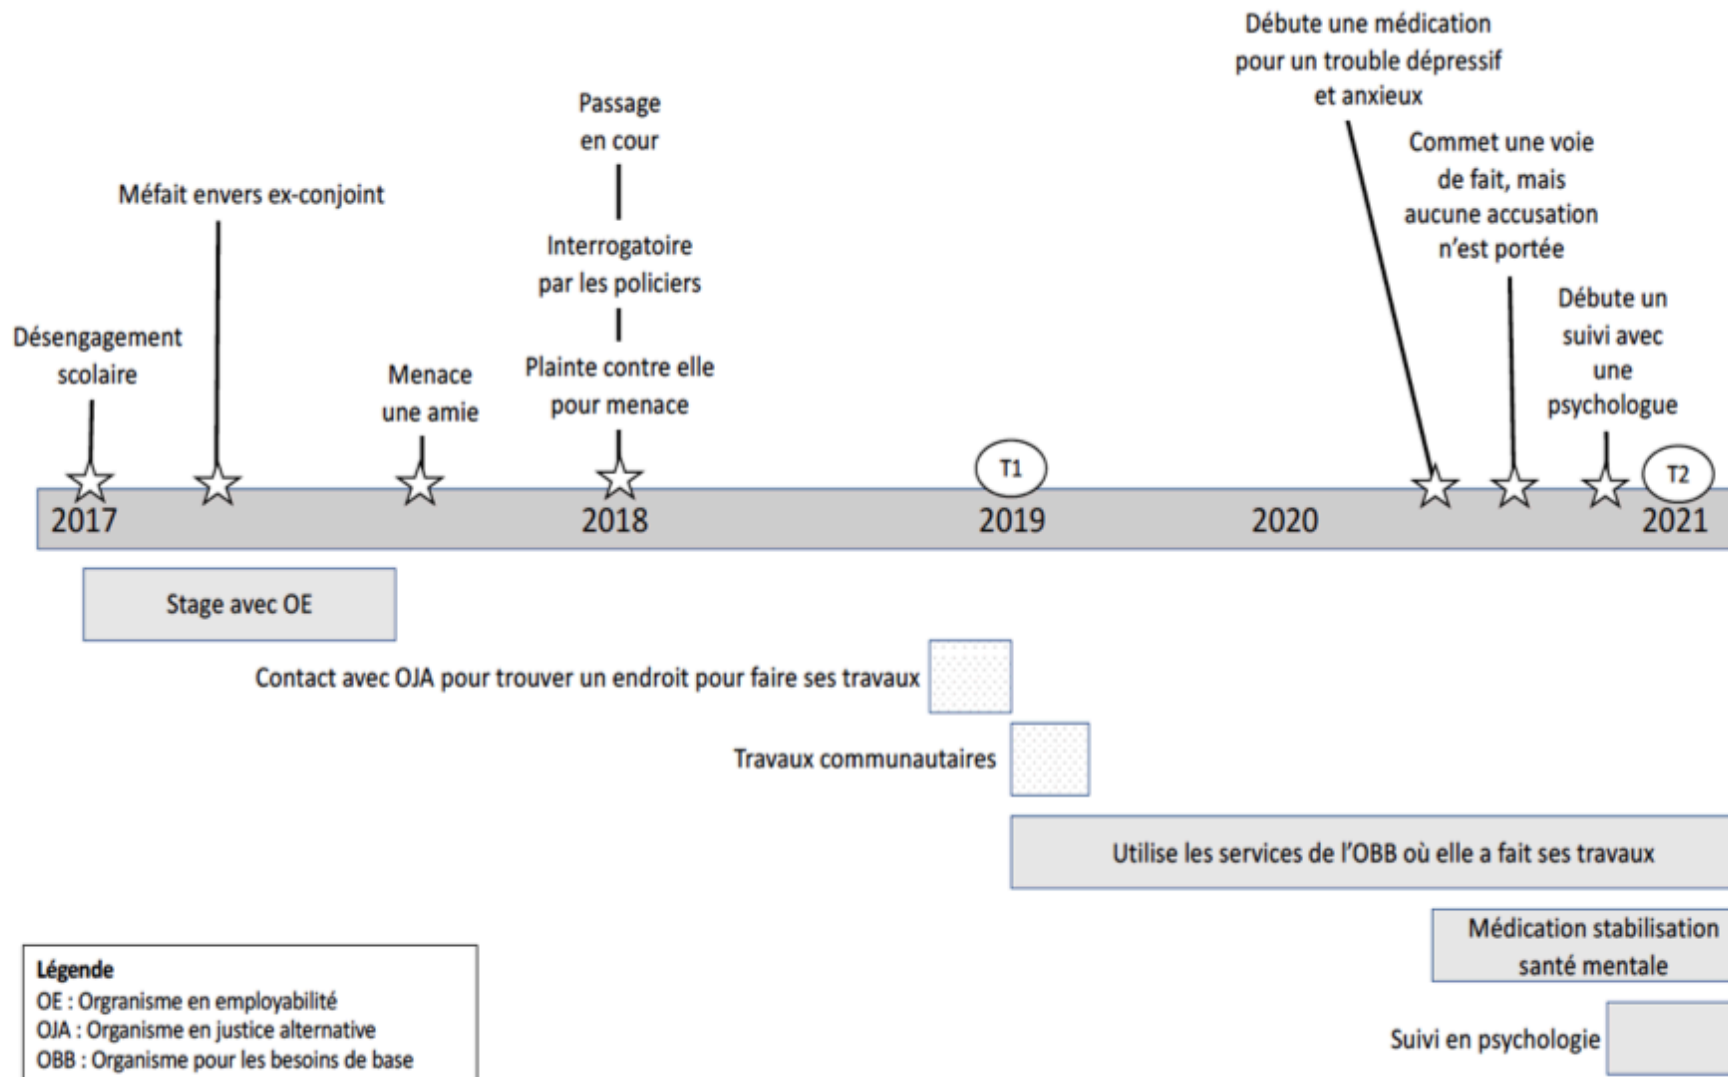 Débute une médication
pour un trouble dépressif
et anxieux
Passage
en cour
Commet une voie
de fait, mais
aucune accusation
n'est portée
Méfait envers ex-conjoint
Interrogatoire
par les policiers
Débute un
suivi avec
une
psychologue
Désengagement
scolaire
Menace
une amie
Plainte contre elle
pour menace
T1
T2
2017
2018
2019
2020
2021
Stage avec OE
Contact avec OJA pour trouver un endroit pour faire ses travaux
Travaux communautaires
Utilise les services de l'OBB où elle a fait ses travaux
Médication stabilisation
santé mentale
Suivi en psychologie
Légende
OE : Orgranisme en employabilité
OJA : Organisme en justice alternative
OBB : Organisme pour les besoins de base